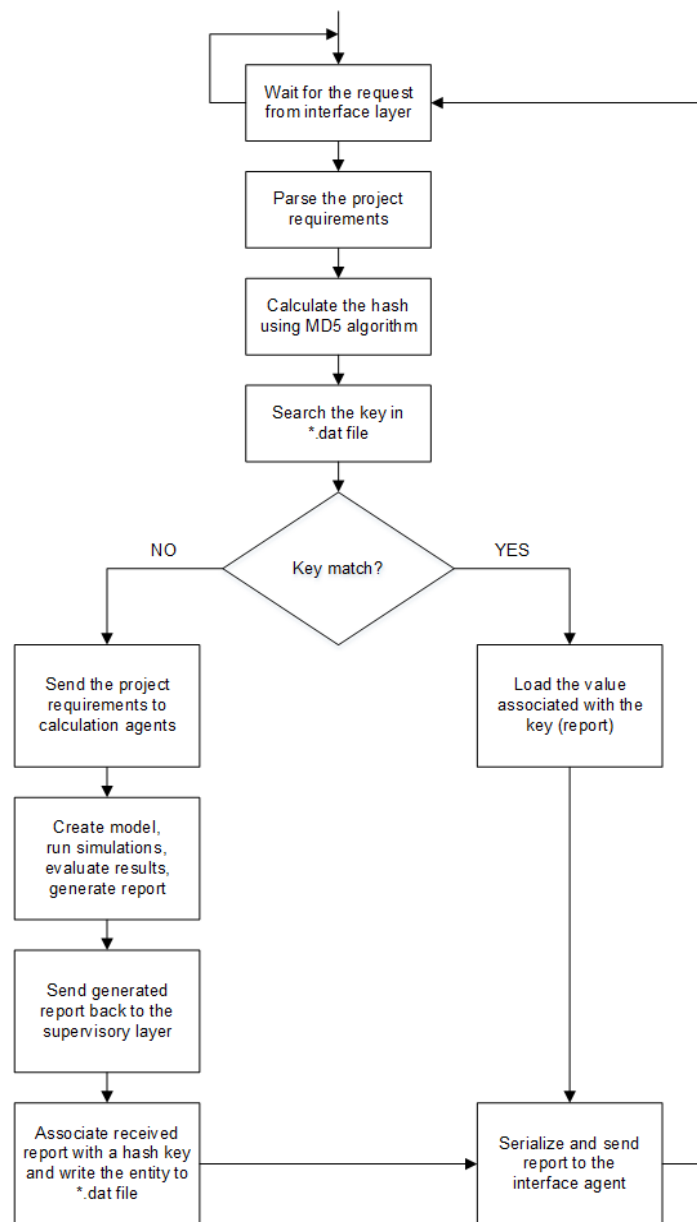 Wait for the request
from interface layer
Parse the project
requirements
Calculate the hash
using MD5 algorithm
Search the key in
*.dat file
Key match?
NO
YES
Send the project
requirements to
calculation agents
Load the value
associated with the
key (report)
Create model,
run simulations,
evaluate results,
generate report
Send generated
report back to the
supervisory layer
Associate received
report with a hash key
and write the entity to
*.dat file
Serialize and send
report to the
interface agent